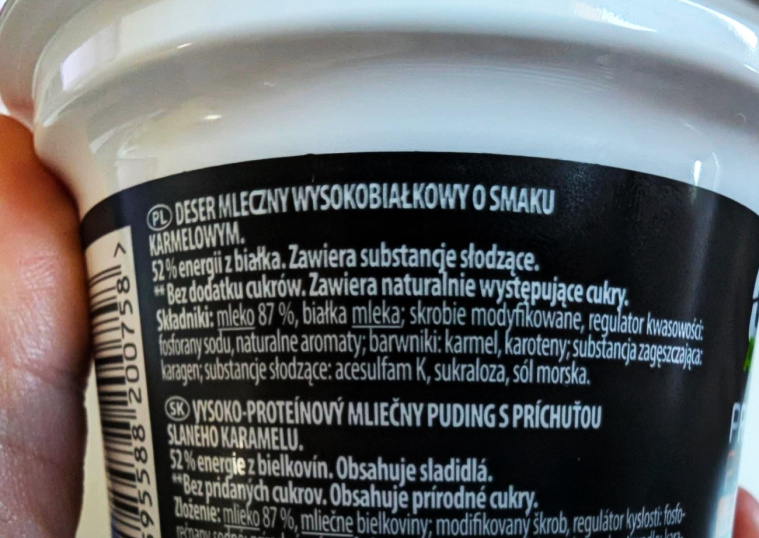 PL DESER MLECZNY WYSOKOBIAŁKOWY O SMAKU
KARMELOWYM.
52 % energii z białka. Zawiera substancje słodzące.
**Bez dodatku cukrów. Zawiera naturalnie występujące cukry.
Składniki: mleko 87 %, białka mleka; skrobie modyfikowane, regulator kwasowości:
fosforany sodu, naturalne aromaty; barwniki: karmel, karoteny; substancja zagęszczająca:
karagen; substancje słodzące: acesulfam K, sukraloza, sól morska.
SK VYSOKO-PROTEÍNOVÝ MLIEČNY PUDING S PRÍCHUŤOU
SLANÉHO KARAMELU.
52 % energie z bielkovín. Obsahuje sladidlá.
**Bez pridaných cukrov. Obsahuje prírodné cukry.
Zloženie: mlieko 87 %, mliečne bielkoviny; modifikovaný škrob, regulátor kyslosti: fosfo-
95588 200758 >